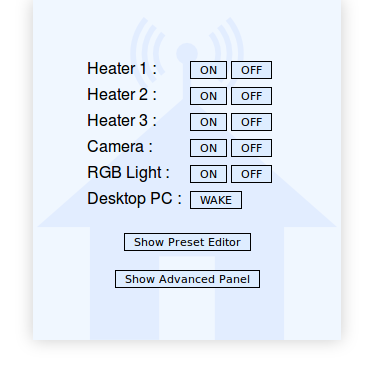 Heater 1 : ON OFF
Heater 2 : ON OFF
Heater 3 : ON OFF
Camera : ON OFF
RGB Light : ON OFF
Desktop PC : WAKE
Show Preset Editor
Show Advanced Panel